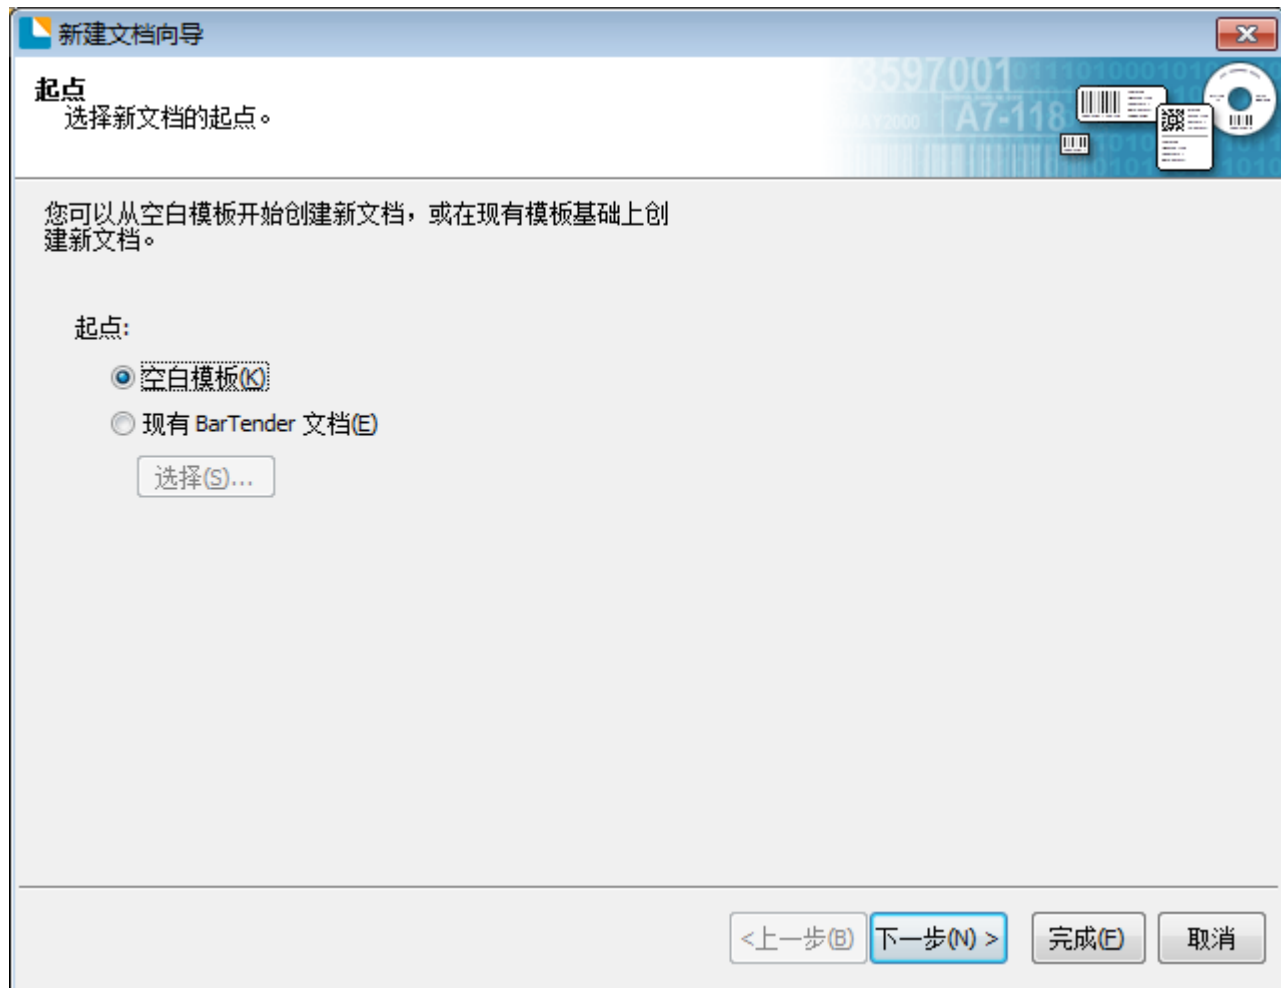 新建文档向导
起点
选择新文档的起点。
3597001
A7-118
您可以从空白模板开始创建新文档，或在现有模板基础上创
建新文档。
起点:
空白模板(K)
现有 BarTender 文档(E)
选择(S)...
<上一步(B)
下一步(N) >
完成(F)
取消